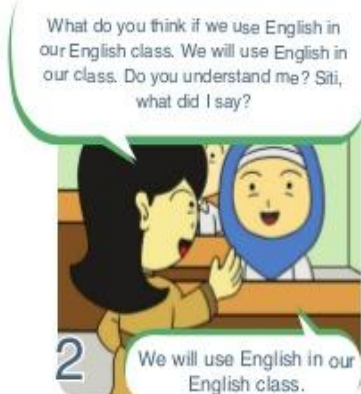 What do you think if we use English in
our English class. We will use English in
our class. Do you understand me? Siti,
what did I say?
2
We will use English in our
English class.